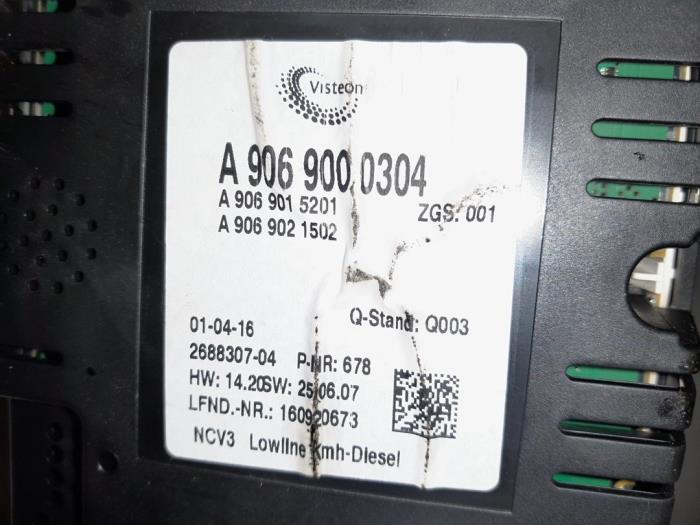 Visteon
A 906 900 0304
A 906 901 5201 ZGS: 001
A 906 902 1502
Q-Stand: Q003
01-04-16
2688307-04 P-NR: 678
HW: 14.20 SW: 25.06.07
LFND.-NR.: 160920673
NCV3 Lowline Kmh-Diesel